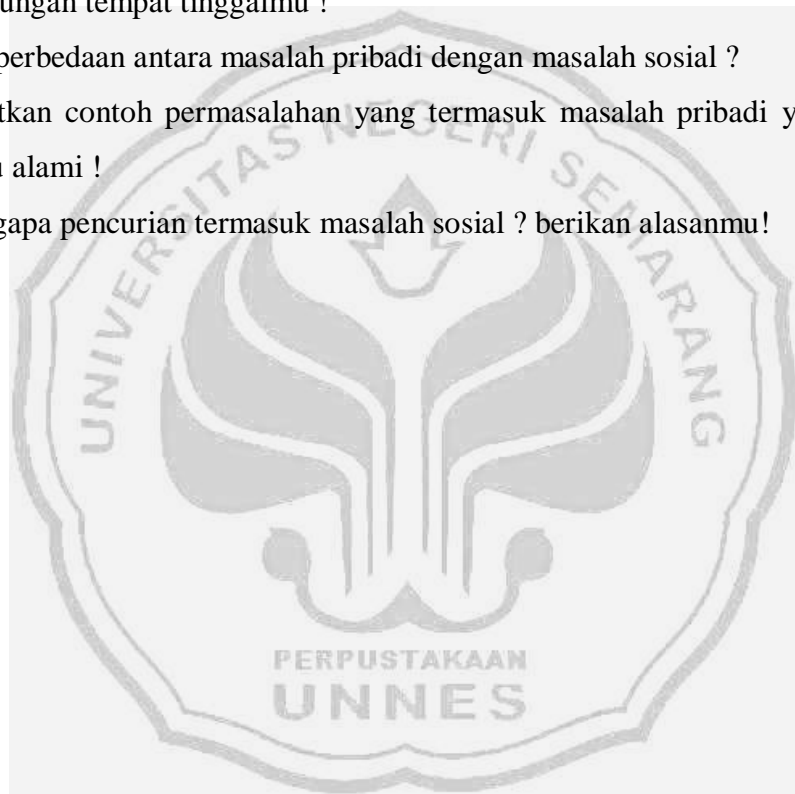 ungan tempat tinggalmu !
perbedaan antara masalah pribadi dengan masalah sosial ?
tkan contoh permasalahan yang termasuk masalah pribadi y
alami !
gapa pencurian termasuk masalah sosial ? berikan alasanmu!
UNIVERSITAS NEGERI SEMARANG
PERPUSTAKAAN
UNNES